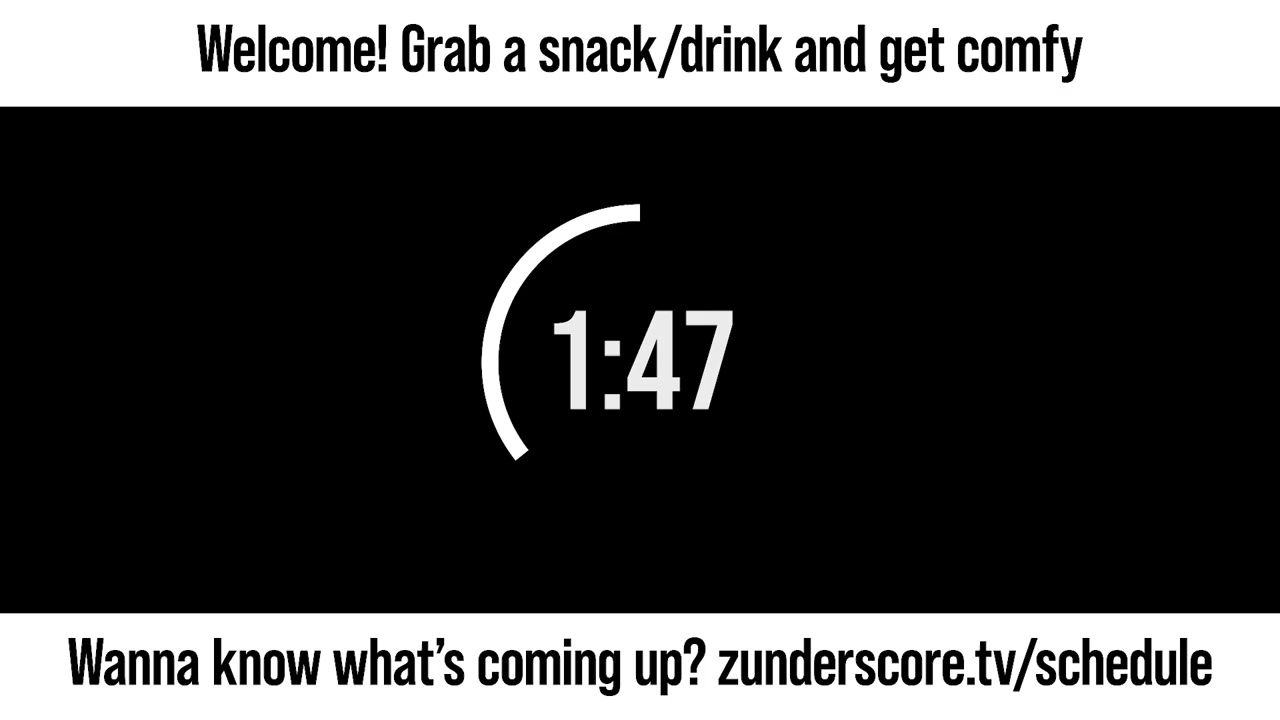 Welcome! Grab a snack/drink and get comfy
1:47
Wanna know what’s coming up? zunderscore.tv/schedule